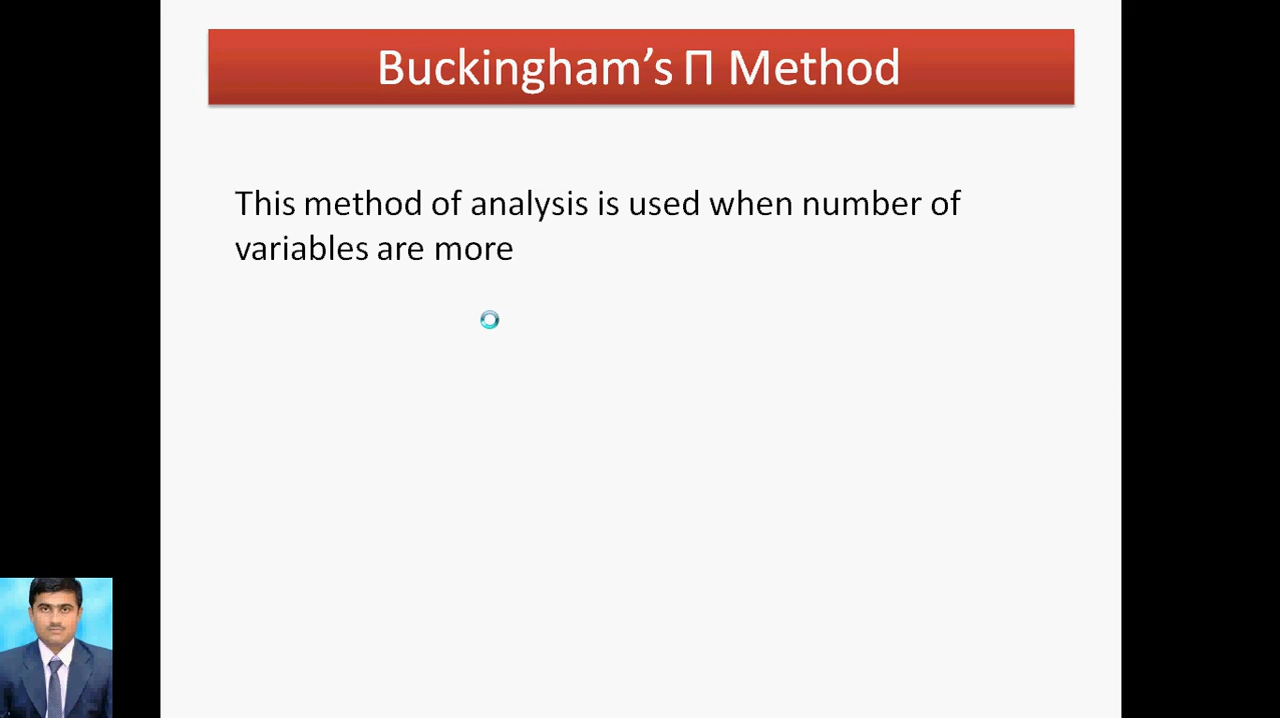 Buckingham’s Π Method
This method of analysis is used when number of
variables are more